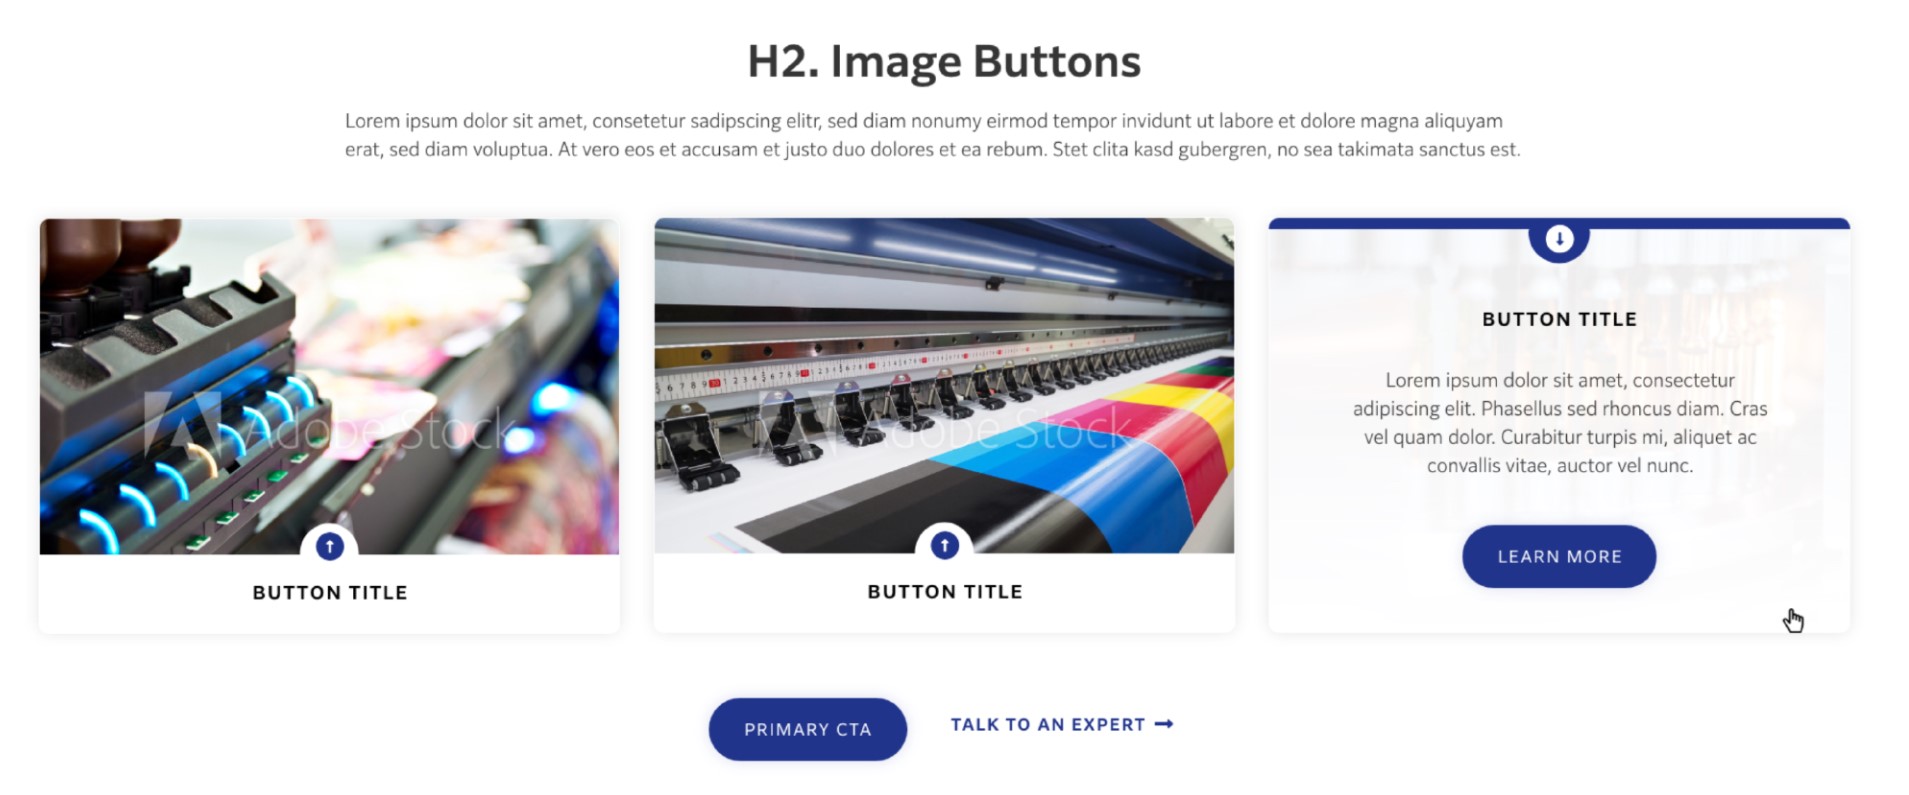 H2. Image Buttons
Lorem ipsum dolor sit amet, consetetur sadipscing elitr, sed diam nonumy eirmod tempor invidunt ut labore et dolore magna aliquyam
erat, sed diam voluptua. At vero eos et accusam et justo duo dolores et ea rebum. Stet clita kasd gubergren, no sea takimata sanctus est.
Adobe Stock
BUTTON TITLE
Adobe Stock
BUTTON TITLE
BUTTON TITLE
Lorem ipsum dolor sit amet, consectetur
adipiscing elit. Phasellus sed rhoncus diam. Cras
vel quam dolor. Curabitur turpis mi, aliquet ac
convallis vitae, auctor vel nunc.
LEARN MORE
PRIMARY CTA
TALK TO AN EXPERT